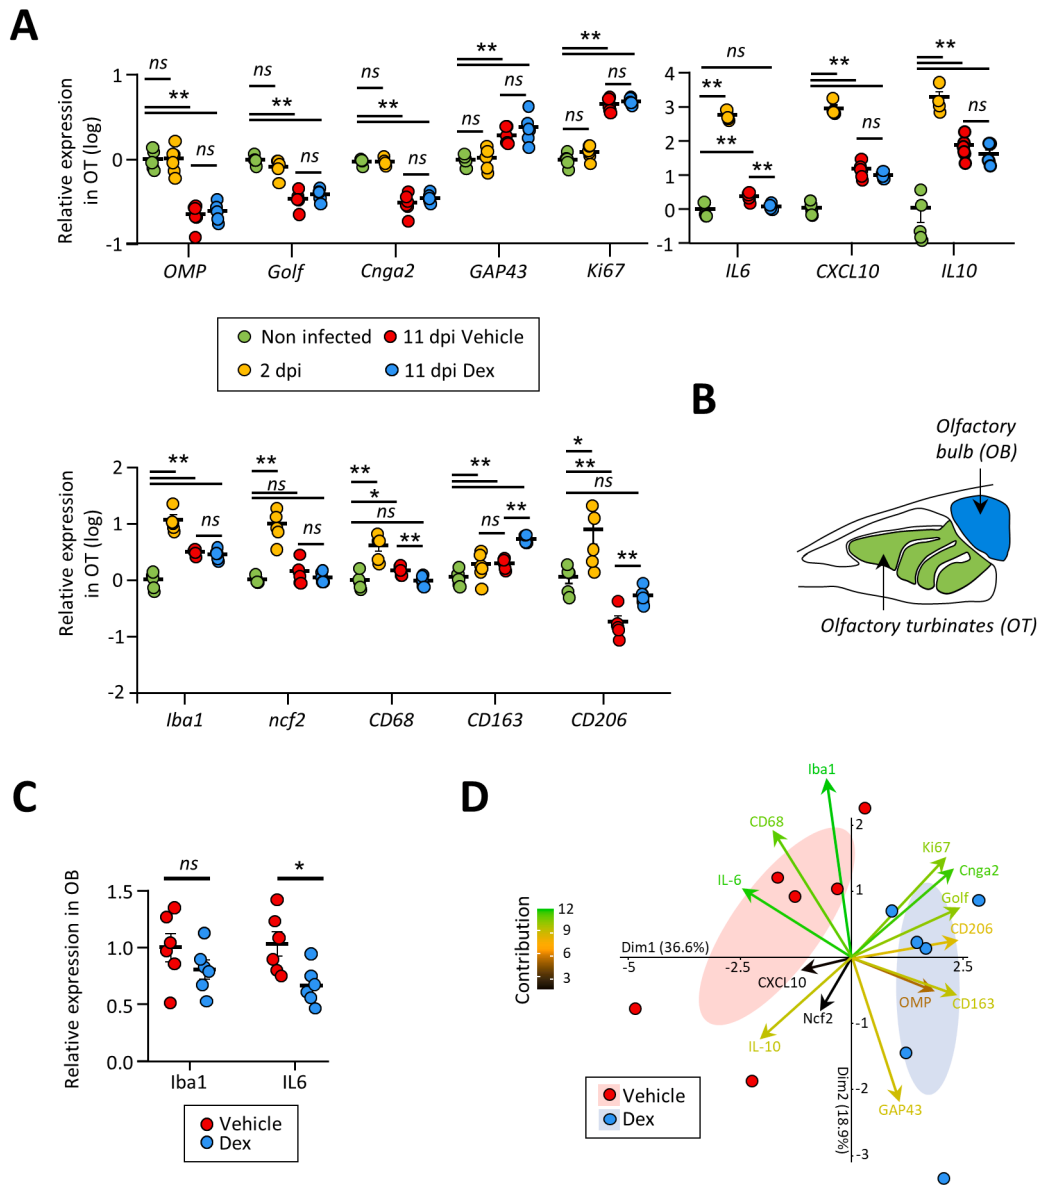 A
Relative expression
in OT (log)
1
0
-1
ns
**
ns
ns
**
ns
ns
**
ns
**
ns
ns
**
ns
ns
OMP
Golf
Cnga2
GAP43
Ki67
4
3
2
1
0
-1
ns
**
**
**
**
ns
**
ns
IL6
CXCL10
IL10
Non infected
11 dpi Vehicle
2 dpi
11 dpi Dex
B
Olfactory
bulb (OB)
Olfactory turbinates (OT)
Relative expression
in OT (log)
2
1
0
-1
-2
**
ns
**
ns
ns
**
*
ns
**
**
ns
**
*
**
ns
**
Iba1
ncf2
CD68
CD163
CD206
C
Relative expression in OB
1.5
1.0
0.5
0.0
ns
*
Iba1
IL6
Vehicle
Dex
D
Contribution
12
9
6
3
Iba1
CD68
IL-6
Ki67
Cnga2
Golf
CD206
CD163
OMP
GAP43
CXCL10
Ncf2
IL-10
Dim1 (36.6%)
-5
-2.5
2.5
2
1
-1
-2
-3
Dim2 (18.9%)
Vehicle
Dex